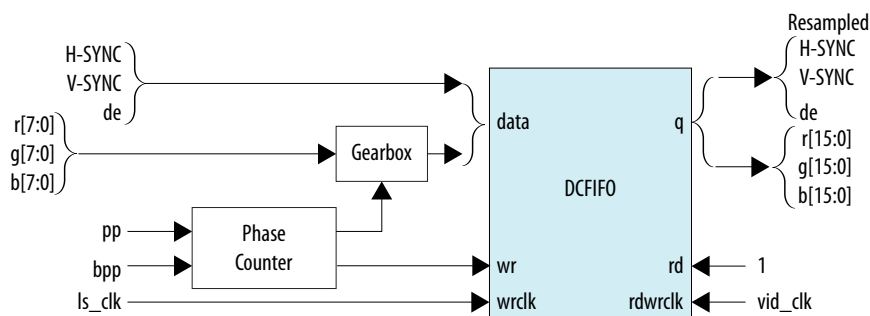 H-SYNC
V-SYNC
de
r[7:0]
g[7:0]
b[7:0]
Gearbox
pp
bpp
Phase
Counter
ls_clk
data
wr
wrclk
DCFIFO
q
rd
rdwrclk
Resampled
H-SYNC
V-SYNC
de
r[15:0]
g[15:0]
b[15:0]
1
vid_clk